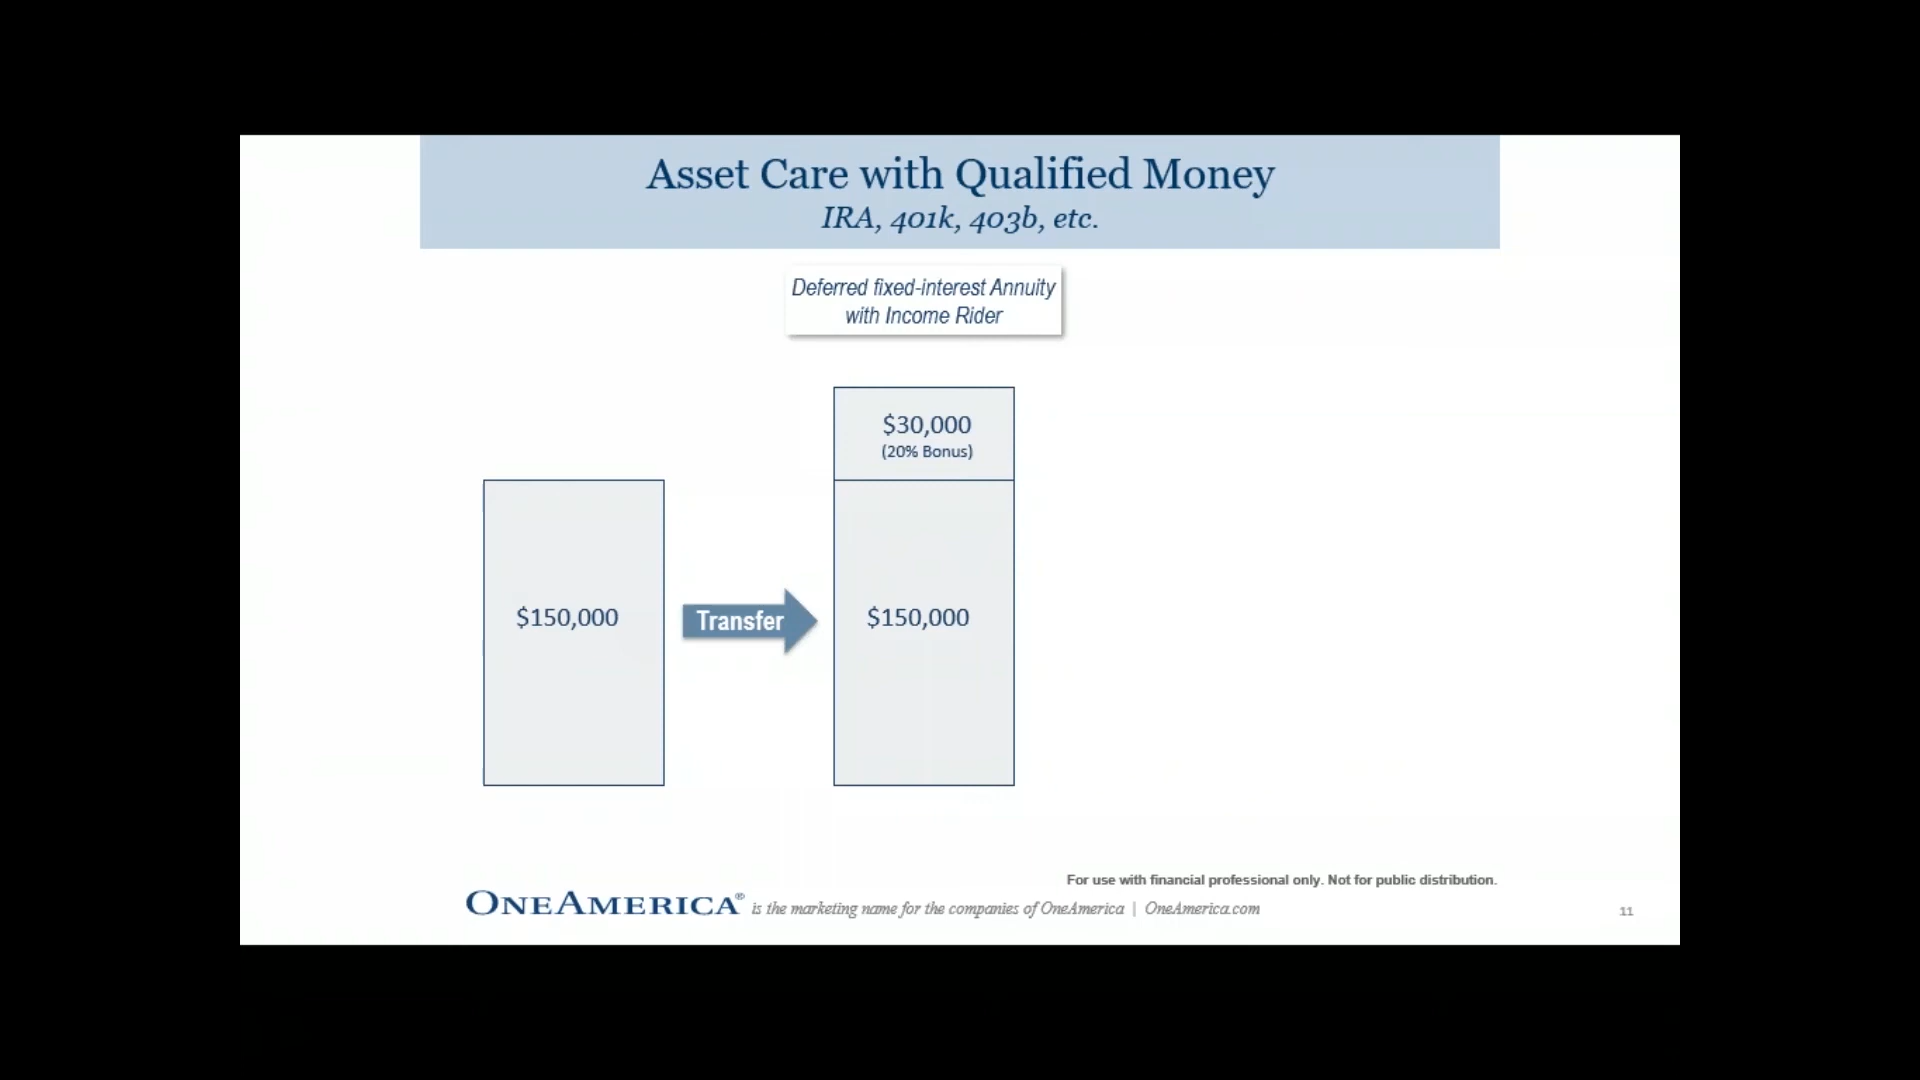 Asset Care with Qualified Money
IRA, 401k, 403b, etc.
Deferred fixed-interest Annuity
with Income Rider
$30,000
(20% Bonus)
$150,000
Transfer
$150,000
For use with financial professional only. Not for public distribution.
ONEAMERICA® is the marketing name for the companies of OneAmerica | OneAmerica.com
11